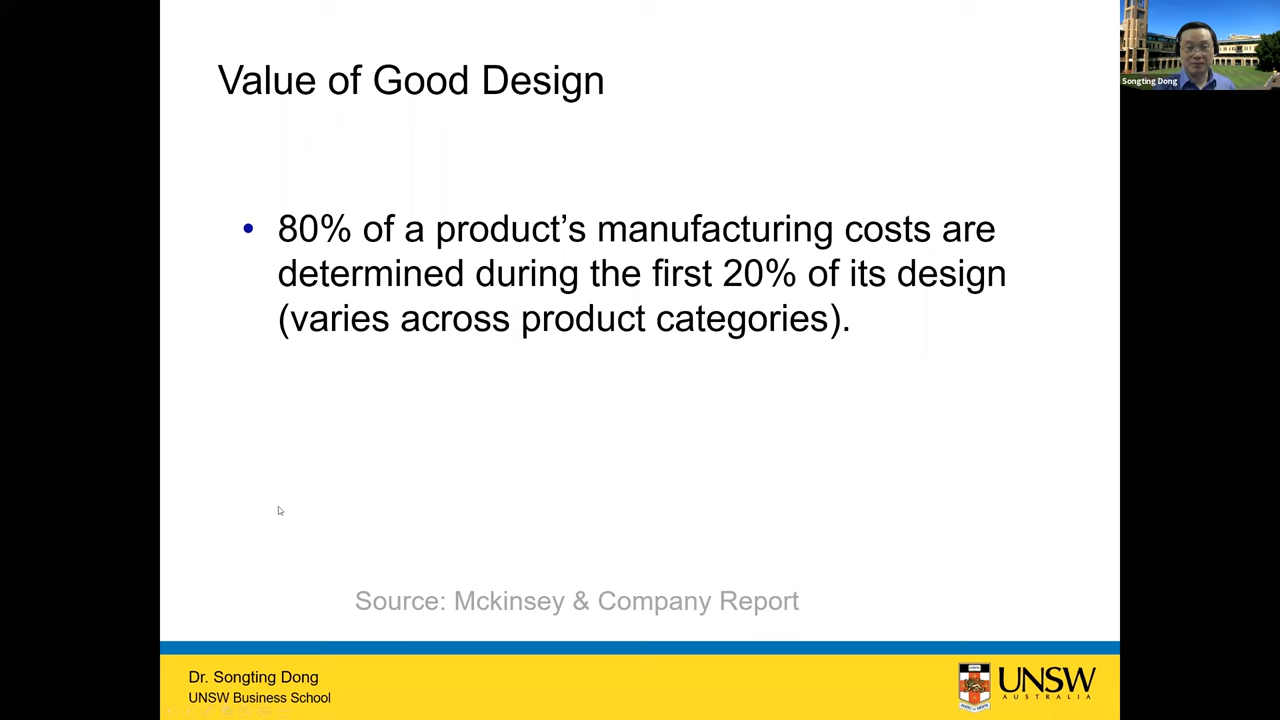 Value of Good Design
Songting Dong
• 80% of a product’s manufacturing costs are
determined during the first 20% of its design
(varies across product categories).
Source: Mckinsey & Company Report
Dr. Songting Dong
UNSW Business School
UNSW
AUSTRALIA